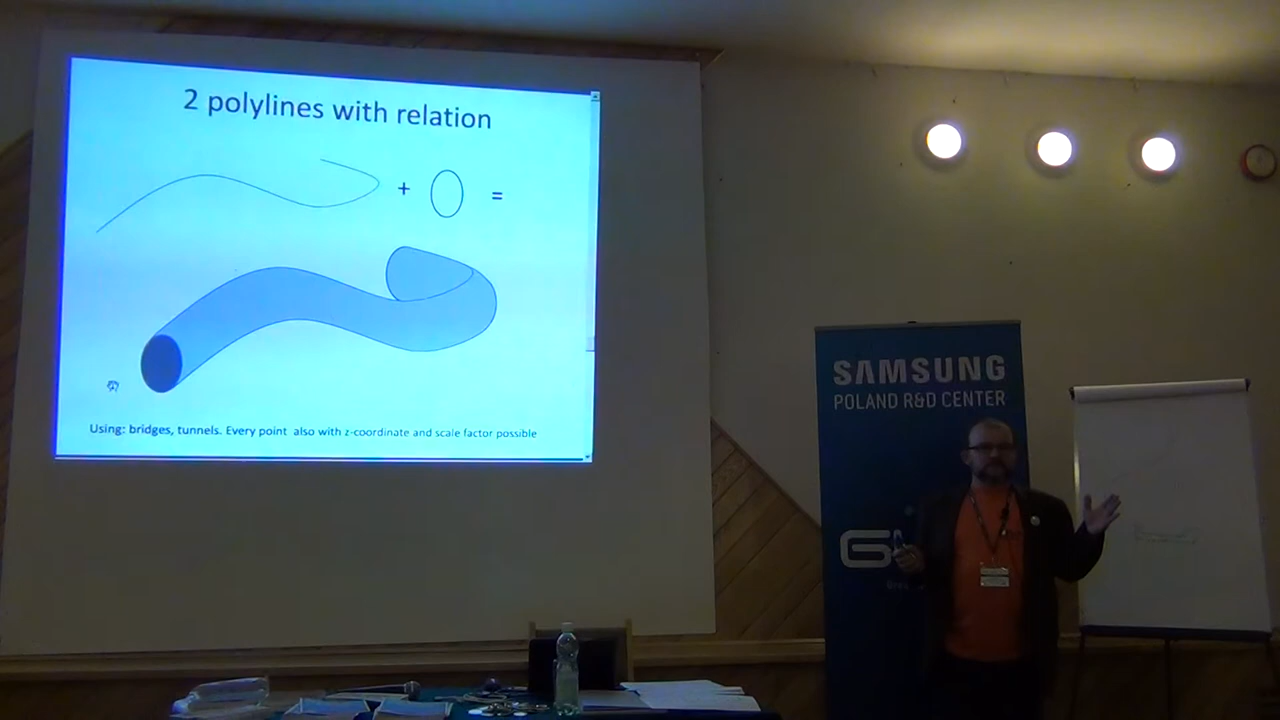 2 polylines with relation
+
=
Using: bridges, tunnels. Every point also with z-coordinate and scale factor possible
SAMSUNG
POLAND R&D CENTER